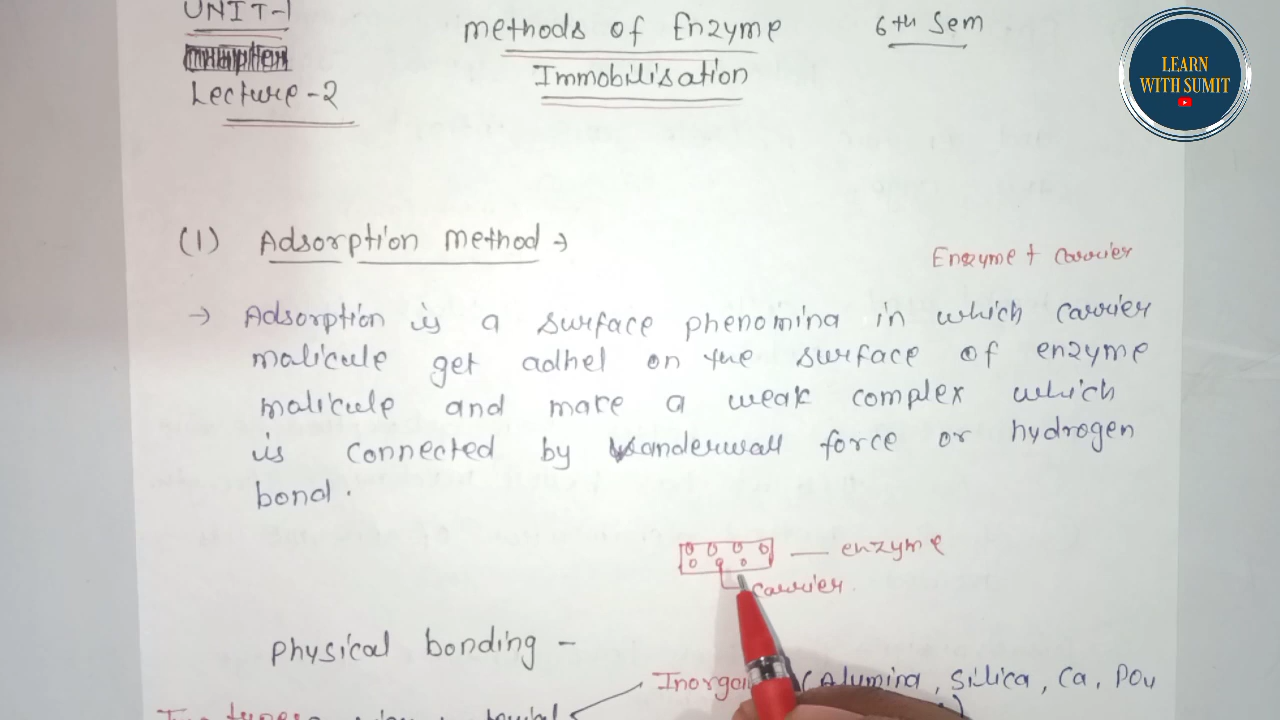 UNIT-1
methods of Enzyme
6th Sem
Immobilisation
Lecture-2
LEARN
WITH SUMIT
(1) Adsorption method →
Enzyme + carrier
→ Adsorption is a surface phenomina in which carrier
malicule get adhel on the surface of enzyme
malicule and make a weak complex which
is connected by Vanderwall force or hydrogen
bond.
— enzyme
carrier
Physical bonding -
(Alumina, Silica, Ca, PO4